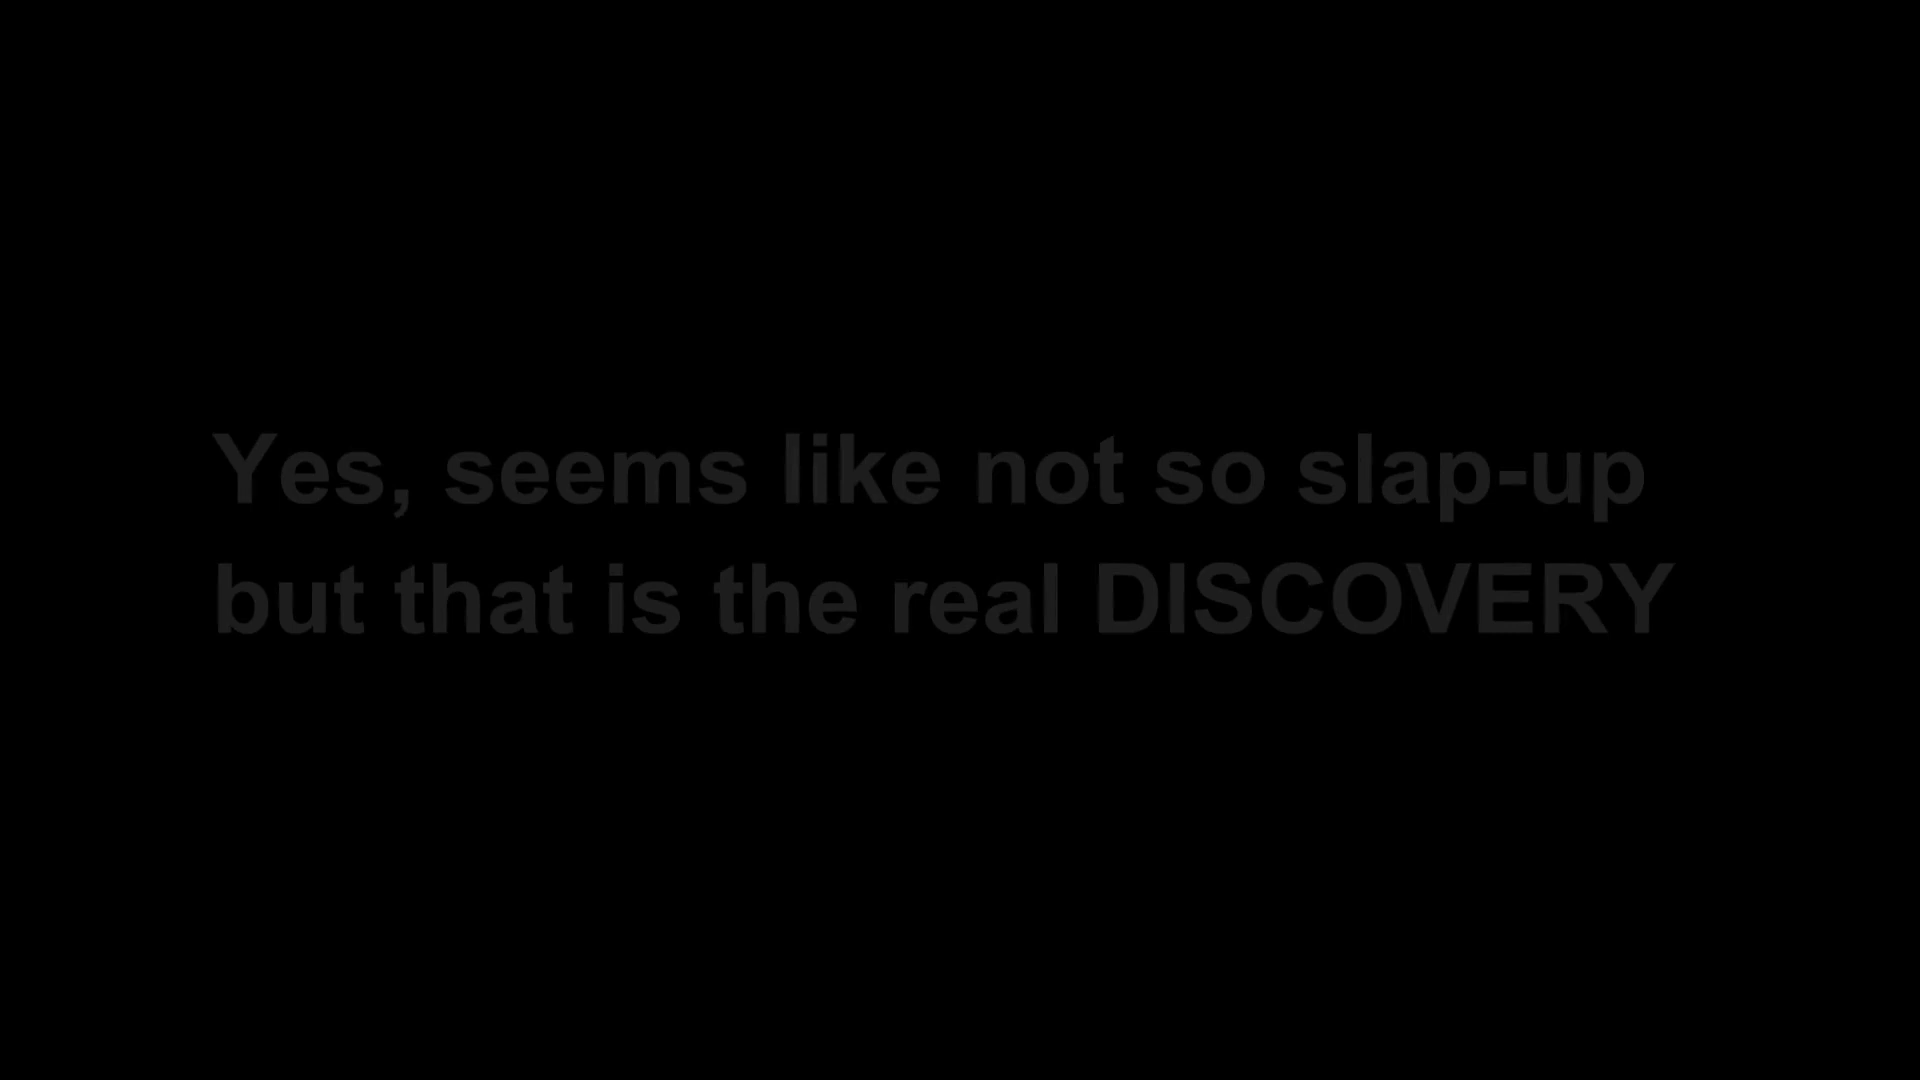 Yes, seems like not so slap-up
but that is the real DISCOVERY